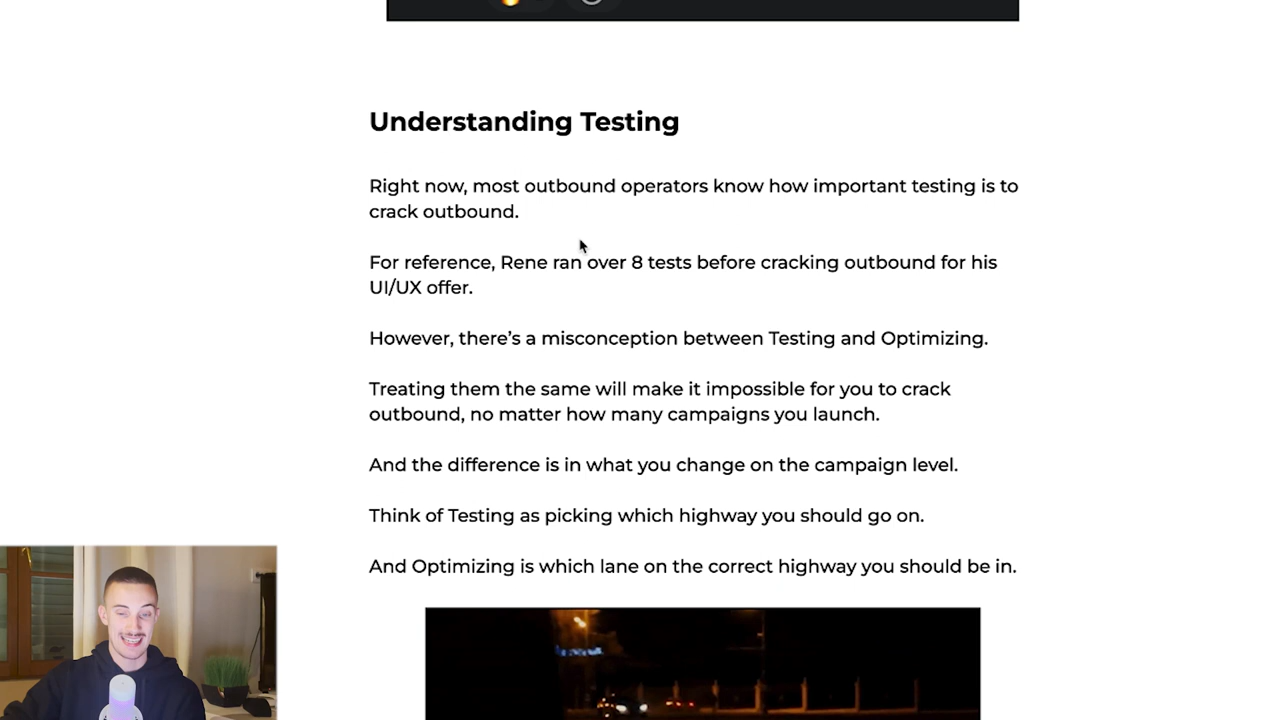 Understanding Testing
Right now, most outbound operators know how important testing is to
crack outbound.
For reference, Rene ran over 8 tests before cracking outbound for his
UI/UX offer.
However, there's a misconception between Testing and Optimizing.
Treating them the same will make it impossible for you to crack
outbound, no matter how many campaigns you launch.
And the difference is in what you change on the campaign level.
Think of Testing as picking which highway you should go on.
And Optimizing is which lane on the correct highway you should be in.